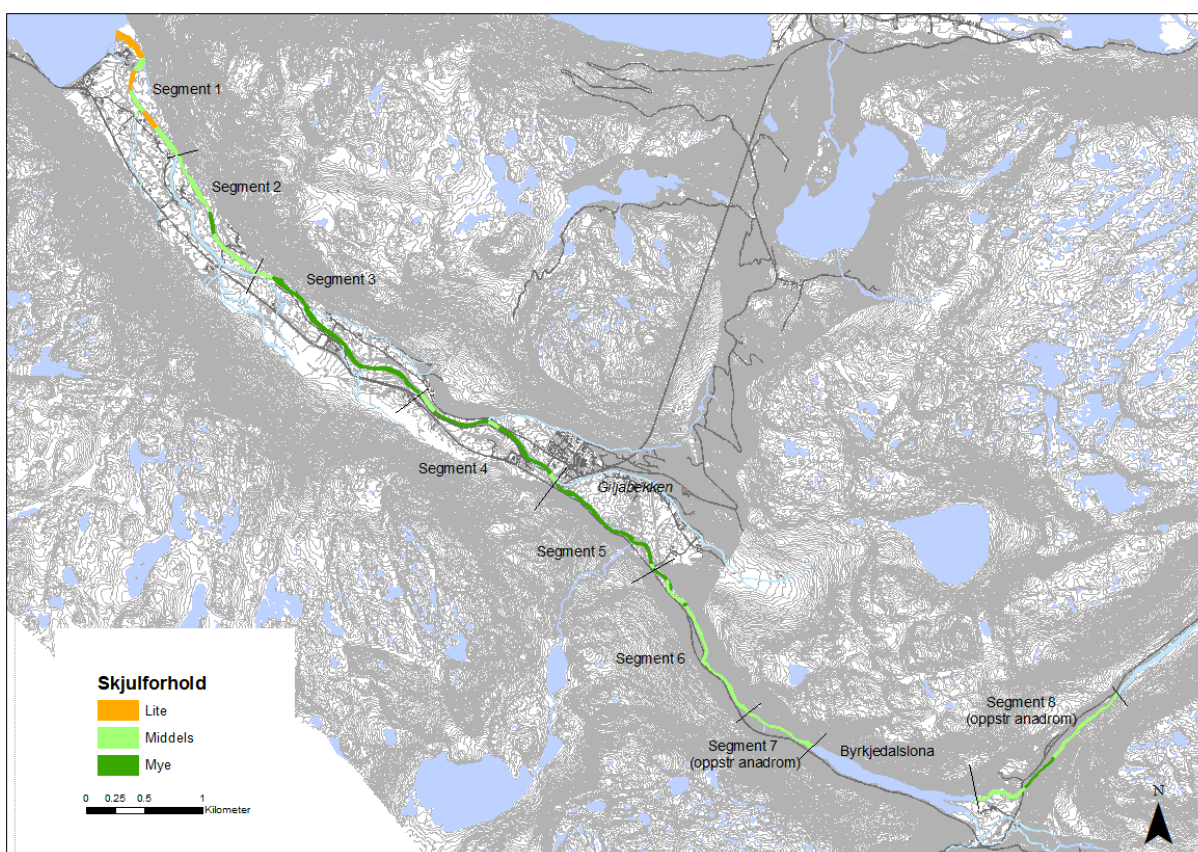 Segment 1
Segment 2
Segment 3
Segment 4
Giljabekken
Segment 5
Segment 6
Segment 7
(oppstr anadrom)
Byrkjedalslona
Segment 8
(oppstr anadrom)
Skjulforhold
Lite
Middels
Mye
0 0.25 0.5 1
Kilometer
N